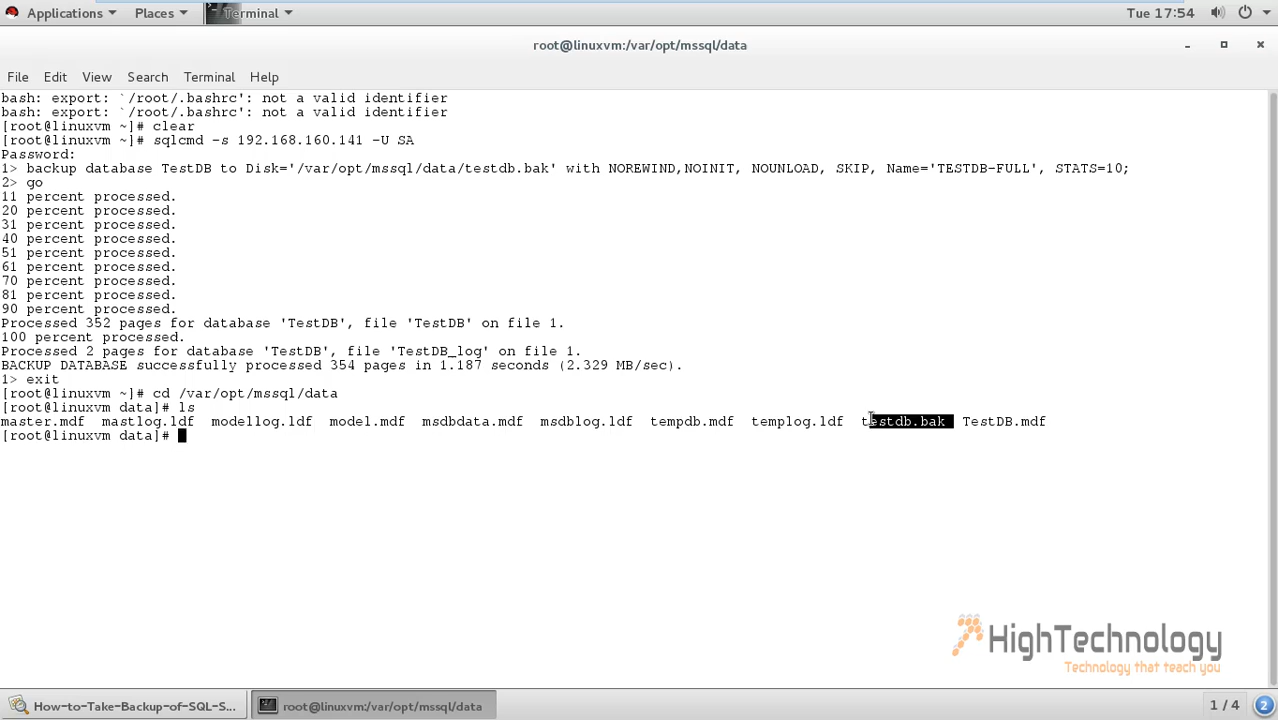 Applications Places Terminal Tue 17:54
root@linuxvm:/var/opt/mssql/data
File Edit View Search Terminal Help
bash: export: `/root/.bashrc': not a valid identifier
bash: export: `/root/.bashrc': not a valid identifier
[root@linuxvm ~]# clear
[root@linuxvm ~]# sqlcmd -s 192.168.160.141 -U SA
Password:
1> backup database TestDB to Disk='/var/opt/mssql/data/testdb.bak' with NOREWIND,NOINIT, NOUNLOAD, SKIP, Name='TESTDB-FULL', STATS=10;
2> go
11 percent processed.
20 percent processed.
31 percent processed.
40 percent processed.
51 percent processed.
61 percent processed.
70 percent processed.
81 percent processed.
90 percent processed.
Processed 352 pages for database 'TestDB', file 'TestDB' on file 1.
100 percent processed.
Processed 2 pages for database 'TestDB', file 'TestDB_log' on file 1.
BACKUP DATABASE successfully processed 354 pages in 1.187 seconds (2.329 MB/sec).
1> exit
[root@linuxvm ~]# cd /var/opt/mssql/data
[root@linuxvm data]# ls
master.mdf mastlog.ldf modellog.ldf model.mdf msdbdata.mdf msdblog.ldf tempdb.mdf templog.ldf testdb.bak TestDB.mdf
[root@linuxvm data]#
HighTechnology
Technology that teach you
How-to-Take-Backup-of-SQL-S... root@linuxvm:/var/opt/mssql/data 1 / 4 2